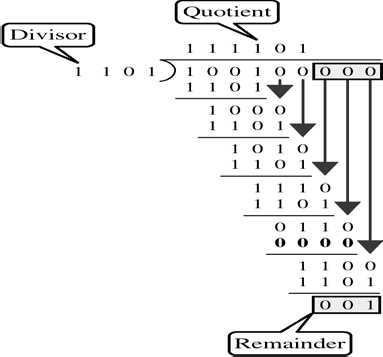 Quotient
Divisor
1 1 1 1 0 1
1 1 0 1 1 0 0 1 0 0 0 0 0
1 1 0 1
1 0 0 0
1 1 0 1
1 0 1 0
1 1 0 1
1 1 1 0
1 1 0 1
0 1 1 0
0 0 0 0
1 1 0 0
1 1 0 1
0 0 1
Remainder